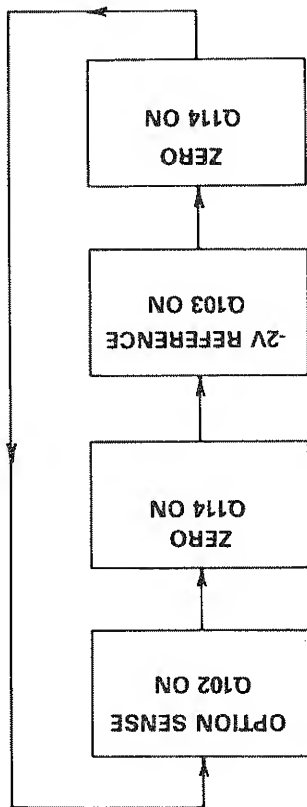 OPTION SENSE
Q102 ON
ZERO
Q114 ON
-2V REFERENCE
Q103 ON
ZERO
Q114 ON